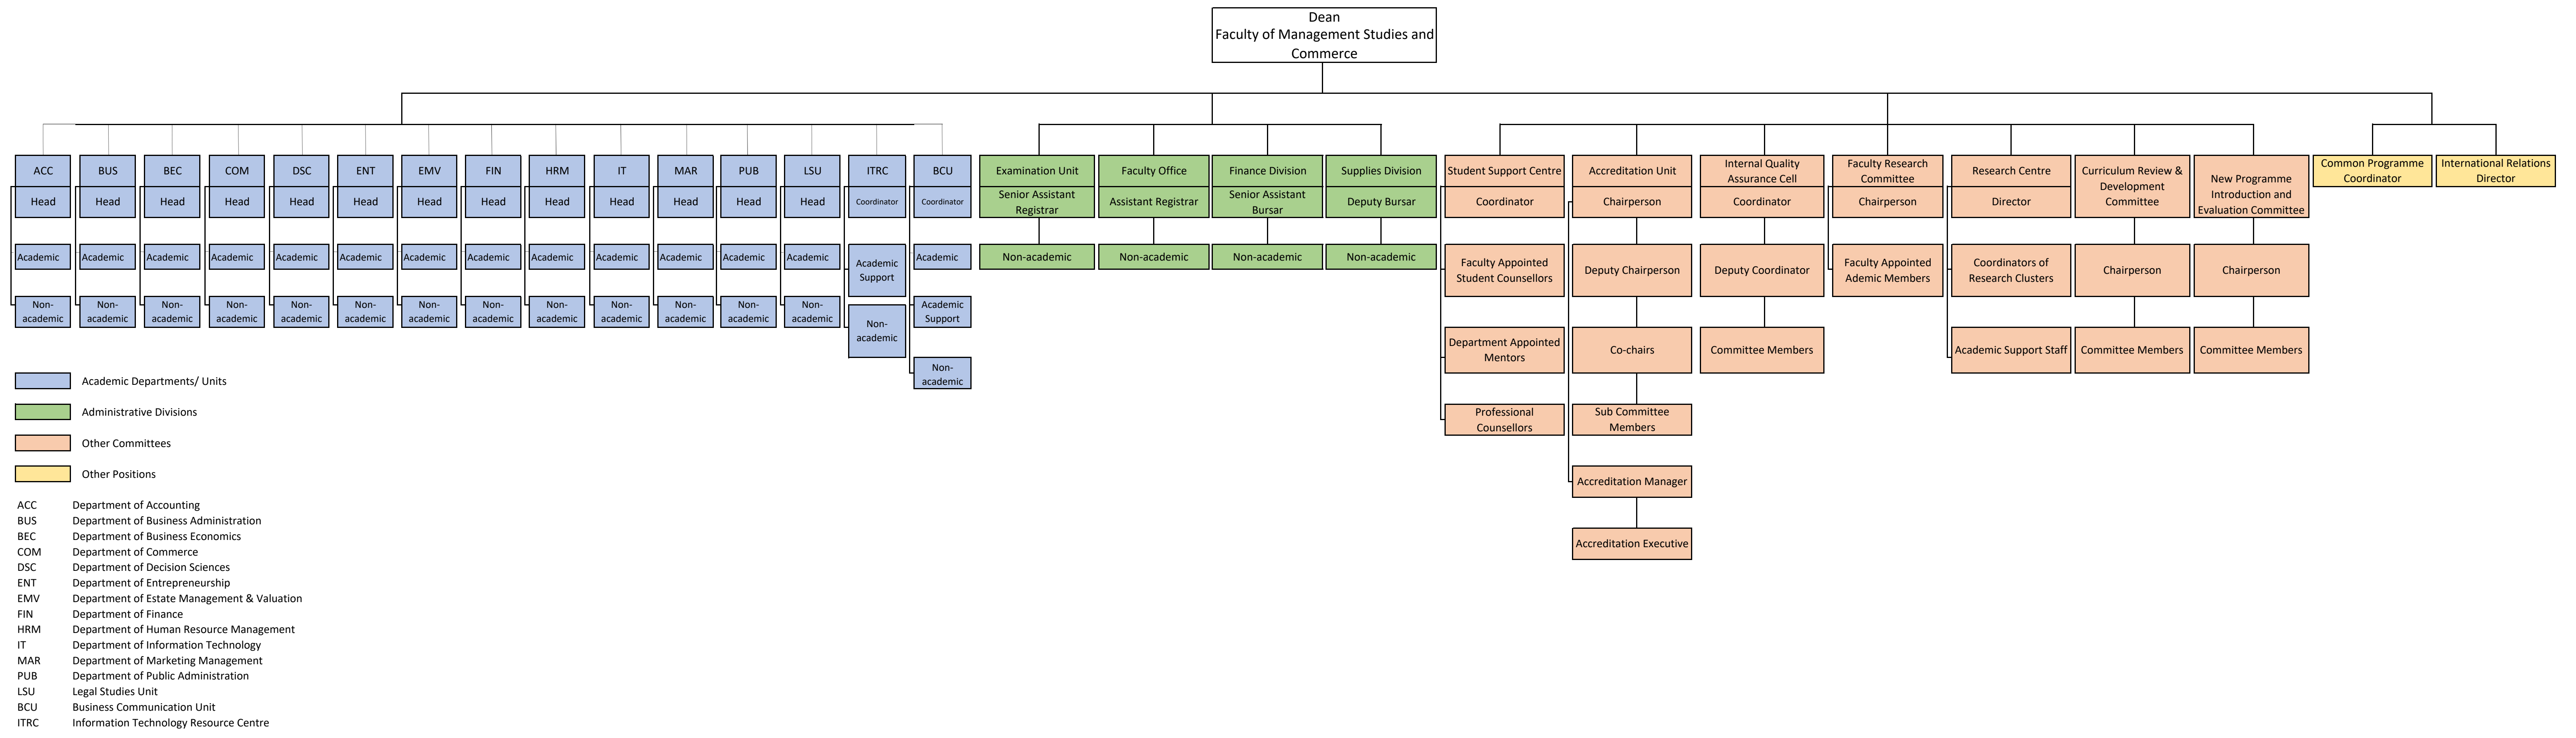 Dean
Faculty of Management Studies and
Commerce
ACC
Head
Academic
Non-
academic
BUS
Head
Academic
Non-
academic
BEC
Head
Academic
Non-
academic
COM
Head
Academic
Non-
academic
DSC
Head
Academic
Non-
academic
ENT
Head
Academic
Non-
academic
EMV
Head
Academic
Non-
academic
FIN
Head
Academic
Non-
academic
HRM
Head
Academic
Non-
academic
IT
Head
Academic
Non-
academic
MAR
Head
Academic
Non-
academic
PUB
Head
Academic
Non-
academic
LSU
Head
Academic
Non-
academic
ITRC
Coordinator
Academic
Support
Non-
academic
BCU
Coordinator
Academic
Academic
Support
Non-
academic
Examination Unit
Senior Assistant
Registrar
Non-academic
Faculty Office
Assistant Registrar
Non-academic
Finance Division
Senior Assistant
Bursar
Non-academic
Supplies Division
Deputy Bursar
Non-academic
Student Support Centre
Coordinator
Faculty Appointed
Student Counsellors
Department Appointed
Mentors
Professional
Counsellors
Accreditation Unit
Chairperson
Deputy Chairperson
Co-chairs
Sub Committee
Members
Accreditation Manager
Accreditation Executive
Internal Quality
Assurance Cell
Coordinator
Deputy Coordinator
Committee Members
Faculty Research
Committee
Chairperson
Faculty Appointed
Ademic Members
Research Centre
Director
Coordinators of
Research Clusters
Academic Support Staff
Curriculum Review &
Development
Committee
Chairperson
Committee Members
New Programme
Introduction and
Evaluation Committee
Chairperson
Committee Members
Common Programme
Coordinator
International Relations
Director
Academic Departments/ Units
Administrative Divisions
Other Committees
Other Positions
ACC Department of Accounting
BUS Department of Business Administration
BEC Department of Business Economics
COM Department of Commerce
DSC Department of Decision Sciences
ENT Department of Entrepreneurship
EMV Department of Estate Management & Valuation
FIN Department of Finance
HRM Department of Human Resource Management
IT Department of Information Technology
MAR Department of Marketing Management
PUB Department of Public Administration
LSU Legal Studies Unit
BCU Business Communication Unit
ITRC Information Technology Resource Centre